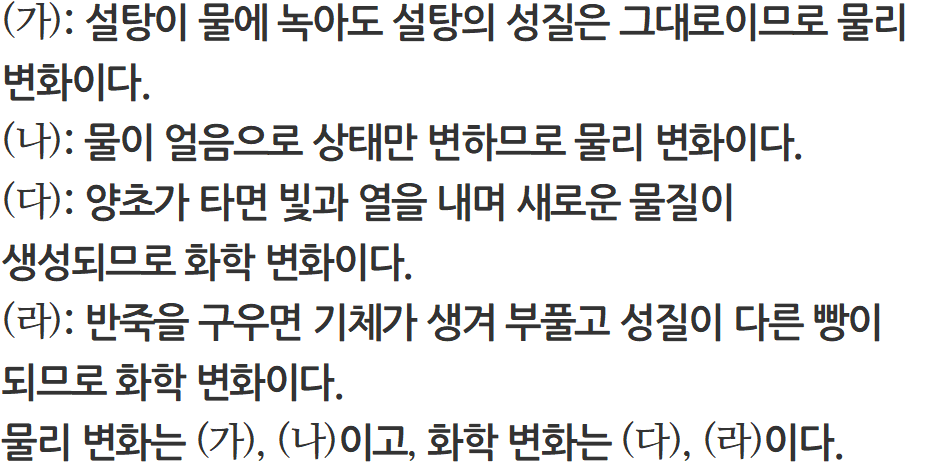 (가): 설탕이 물에 녹아도 설탕의 성질은 그대로이므로 물리
변화이다.
(나): 물이 얼음으로 상태만 변하므로 물리 변화이다.
(다): 양초가 타면 빛과 열을 내며 새로운 물질이
생성되므로 화학 변화이다.
(라): 반죽을 구우면 기체가 생겨 부풀고 성질이 다른 빵이
되므로 화학 변화이다.
물리 변화는 (가), (나)이고, 화학 변화는 (다), (라)이다.